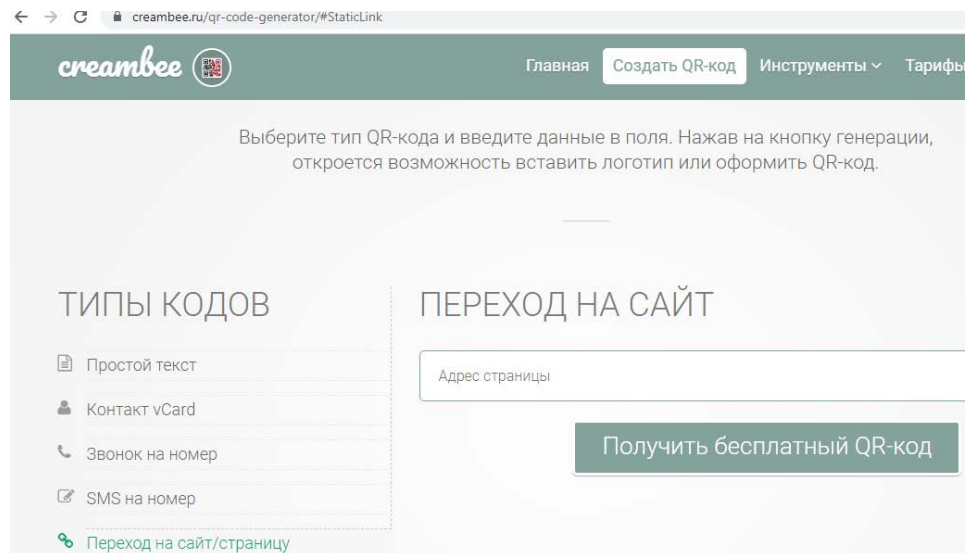 creambee.ru/qr-code-generator/#StaticLink
creambee
Главная Создать QR-код Инструменты Тарифы
Выберите тип QR-кода и введите данные в поля. Нажав на кнопку генерации,
откроется возможность вставить логотип или оформить QR-код.
ТИПЫ КОДОВ
Простой текст
Контакт vCard
Звонок на номер
SMS на номер
Переход на сайт/страницу
ПЕРЕХОД НА САЙТ
Адрес страницы
Получить бесплатный QR-код